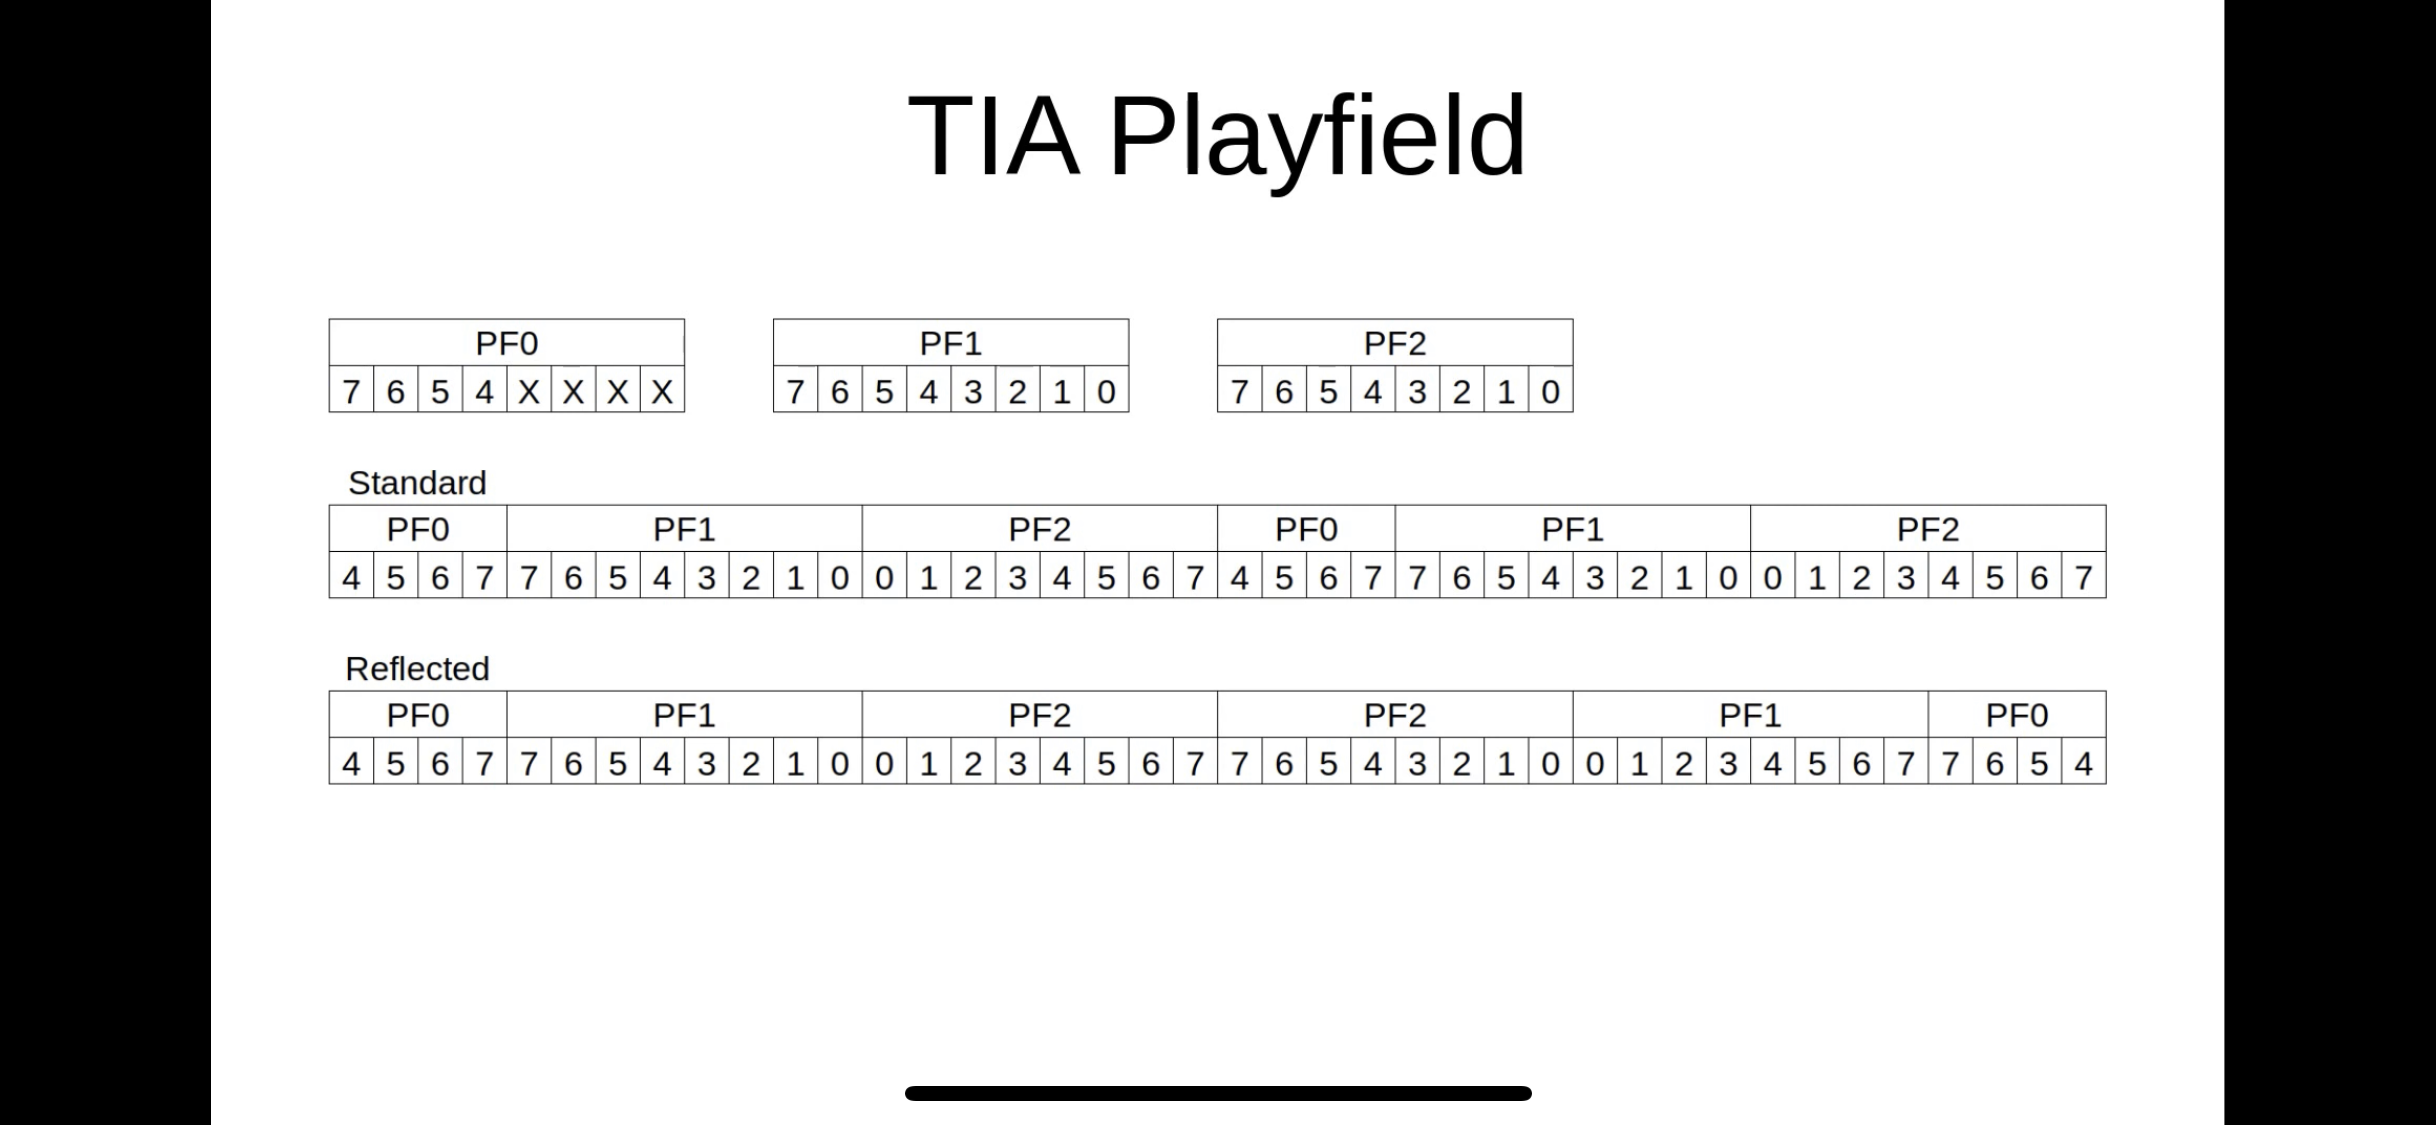 TIA Playfield
PF0 PF1 PF2
7 6 5 4 X X X X 7 6 5 4 3 2 1 0 7 6 5 4 3 2 1 0
Standard
PF0 PF1 PF2 PF0 PF1 PF2
4 5 6 7 7 6 5 4 3 2 1 0 0 1 2 3 4 5 6 7 4 5 6 7 7 6 5 4 3 2 1 0 0 1 2 3 4 5 6 7
Reflected
PF0 PF1 PF2 PF2 PF1 PF0
4 5 6 7 7 6 5 4 3 2 1 0 0 1 2 3 4 5 6 7 7 6 5 4 3 2 1 0 0 1 2 3 4 5 6 7 7 6 5 4